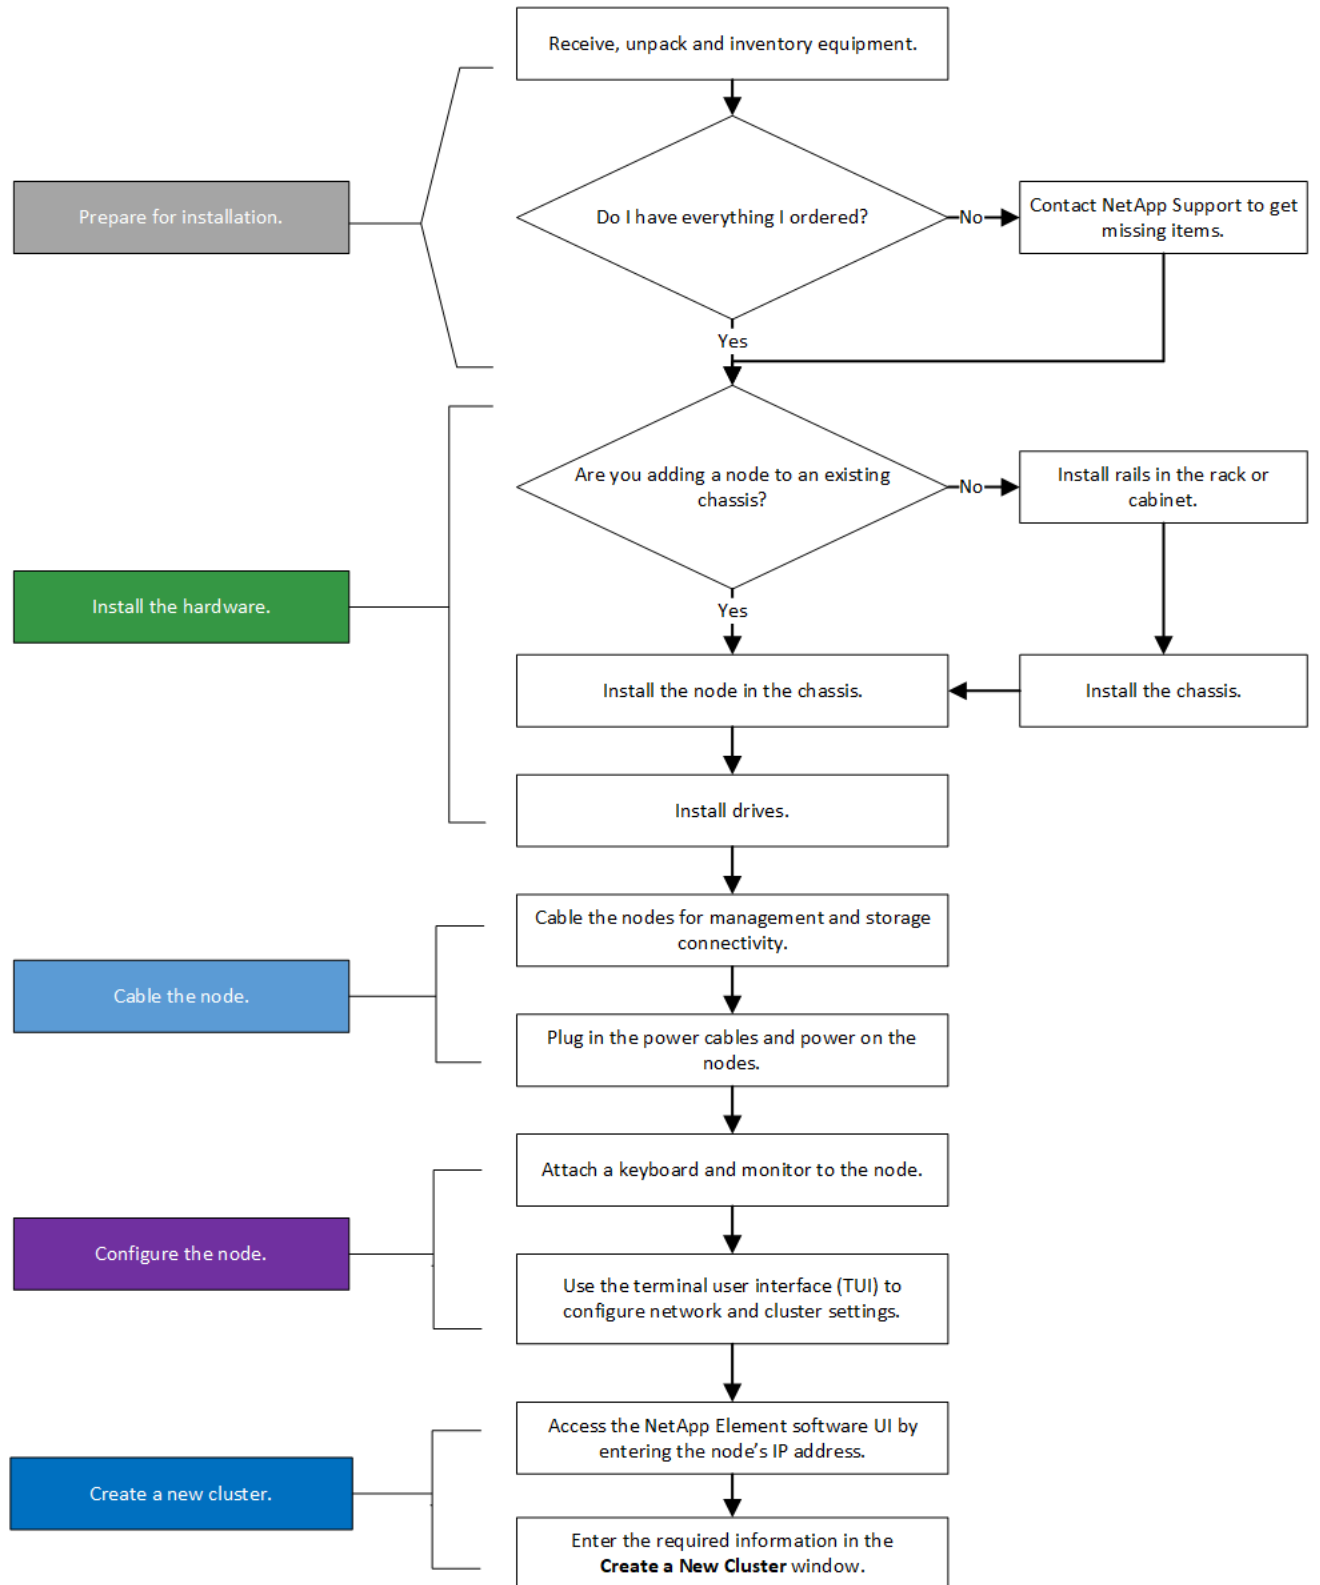 Receive, unpack and inventory equipment.
Prepare for installation.
Do I have everything I ordered?
No
Contact NetApp Support to get
missing items.
Yes
Are you adding a node to an existing
chassis?
No
Install rails in the rack or
cabinet.
Install the hardware.
Yes
Install the node in the chassis.
Install the chassis.
Install drives.
Cable the nodes for management and storage
connectivity.
Cable the node.
Plug in the power cables and power on the
nodes.
Attach a keyboard and monitor to the node.
Configure the node.
Use the terminal user interface (TUI) to
configure network and cluster settings.
Access the NetApp Element software UI by
entering the node’s IP address.
Create a new cluster.
Enter the required information in the
Create a New Cluster window.